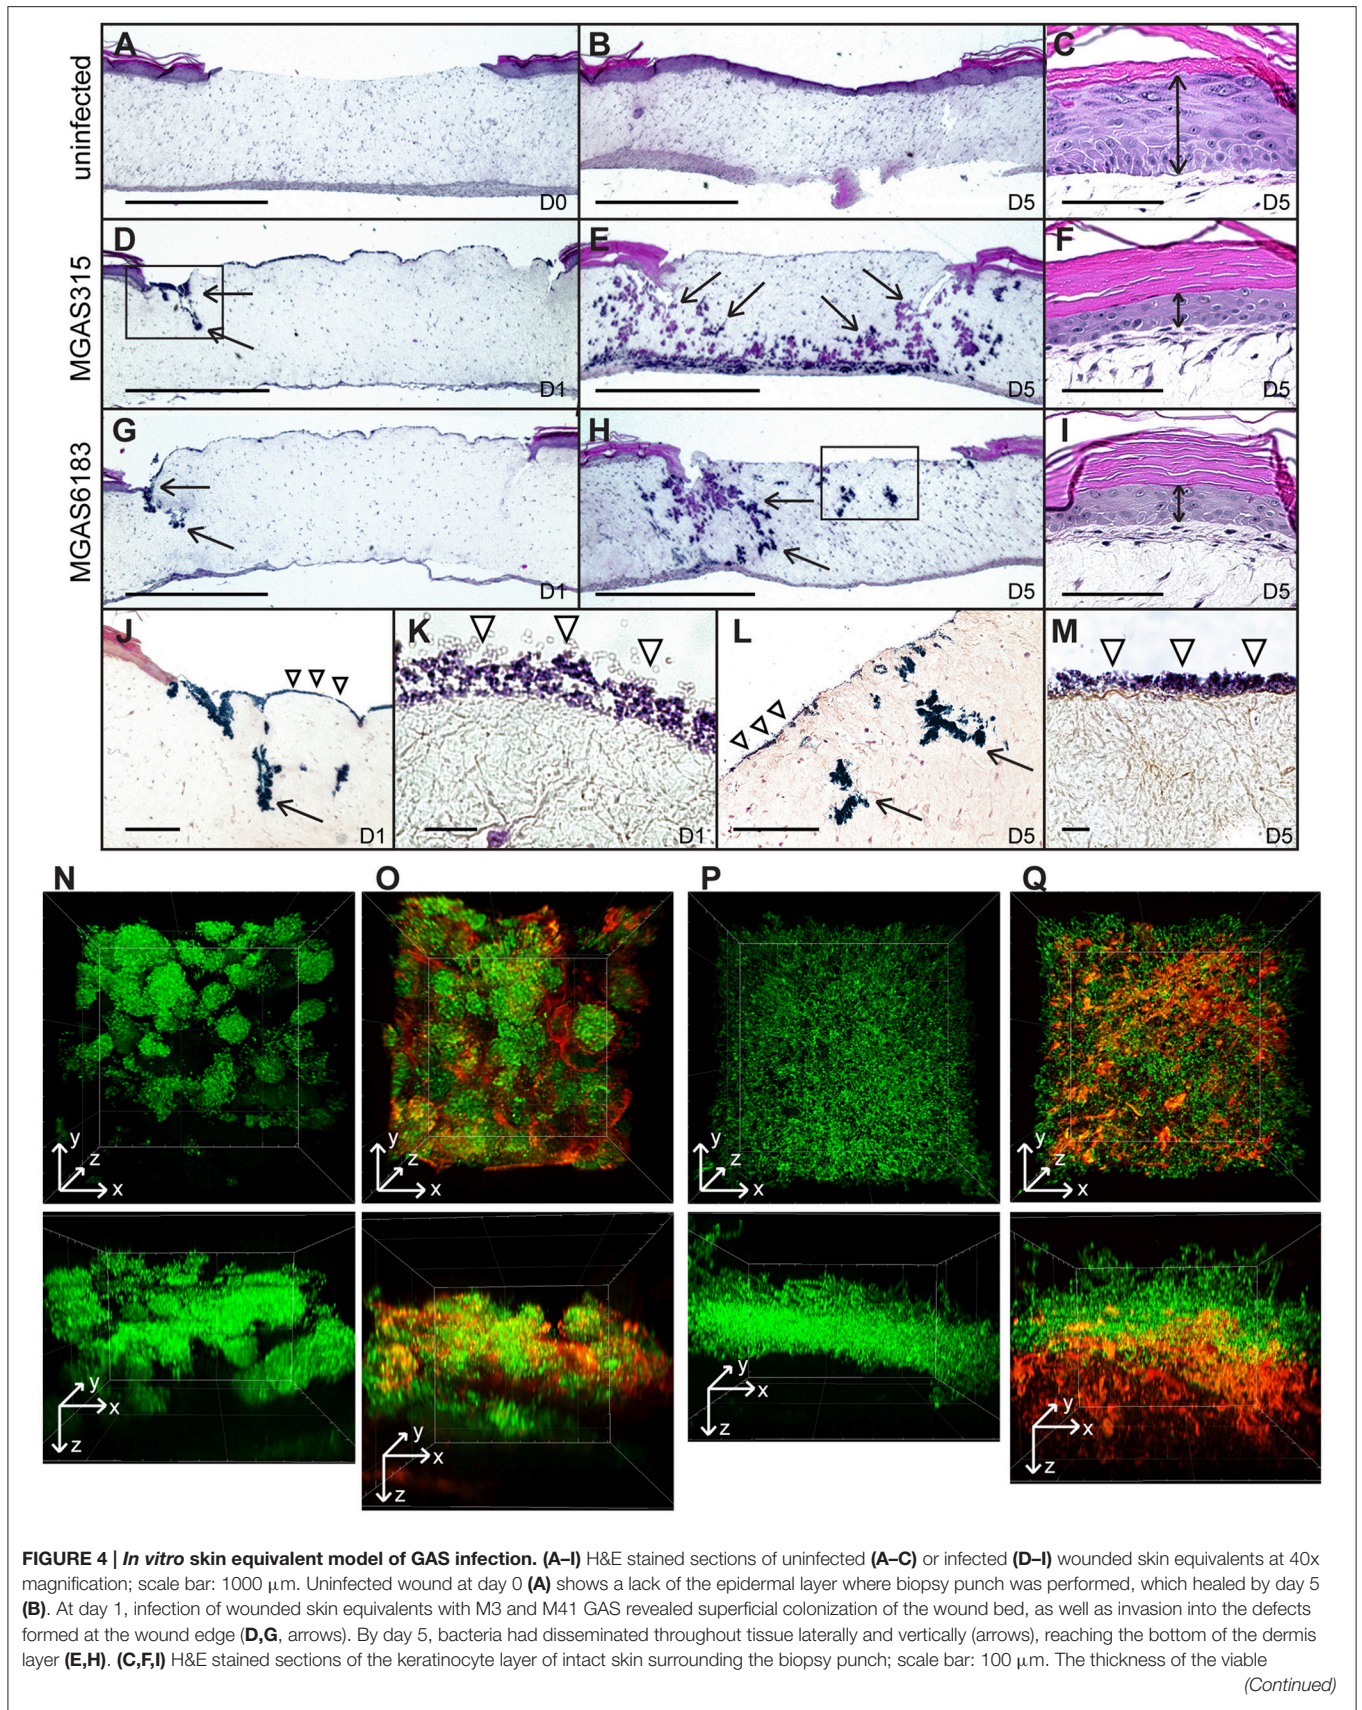 A
B
C
uninfected
D0
D5
D5
D
E
F
MGAS315
D1
D5
D5
G
H
I
MGAS6183
D1
D5
D5
J
K
L
M
D1
D1
D5
D5
N
O
P
Q
y
z
x
y
z
x
y
z
x
y
z
x
y
x
z
y
x
z
y
x
z
y
x
z
FIGURE 4 | In vitro skin equivalent model of GAS infection. (A–I) H&E stained sections of uninfected (A–C) or infected (D–I) wounded skin equivalents at 40x
magnification; scale bar: 1000 μm. Uninfected wound at day 0 (A) shows a lack of the epidermal layer where biopsy punch was performed, which healed by day 5
(B). At day 1, infection of wounded skin equivalents with M3 and M41 GAS revealed superficial colonization of the wound bed, as well as invasion into the defects
formed at the wound edge (D,G, arrows). By day 5, bacteria had disseminated throughout tissue laterally and vertically (arrows), reaching the bottom of the dermis
layer (E,H). (C,F,I) H&E stained sections of the keratinocyte layer of intact skin surrounding the biopsy punch; scale bar: 100 μm. The thickness of the viable
(Continued)